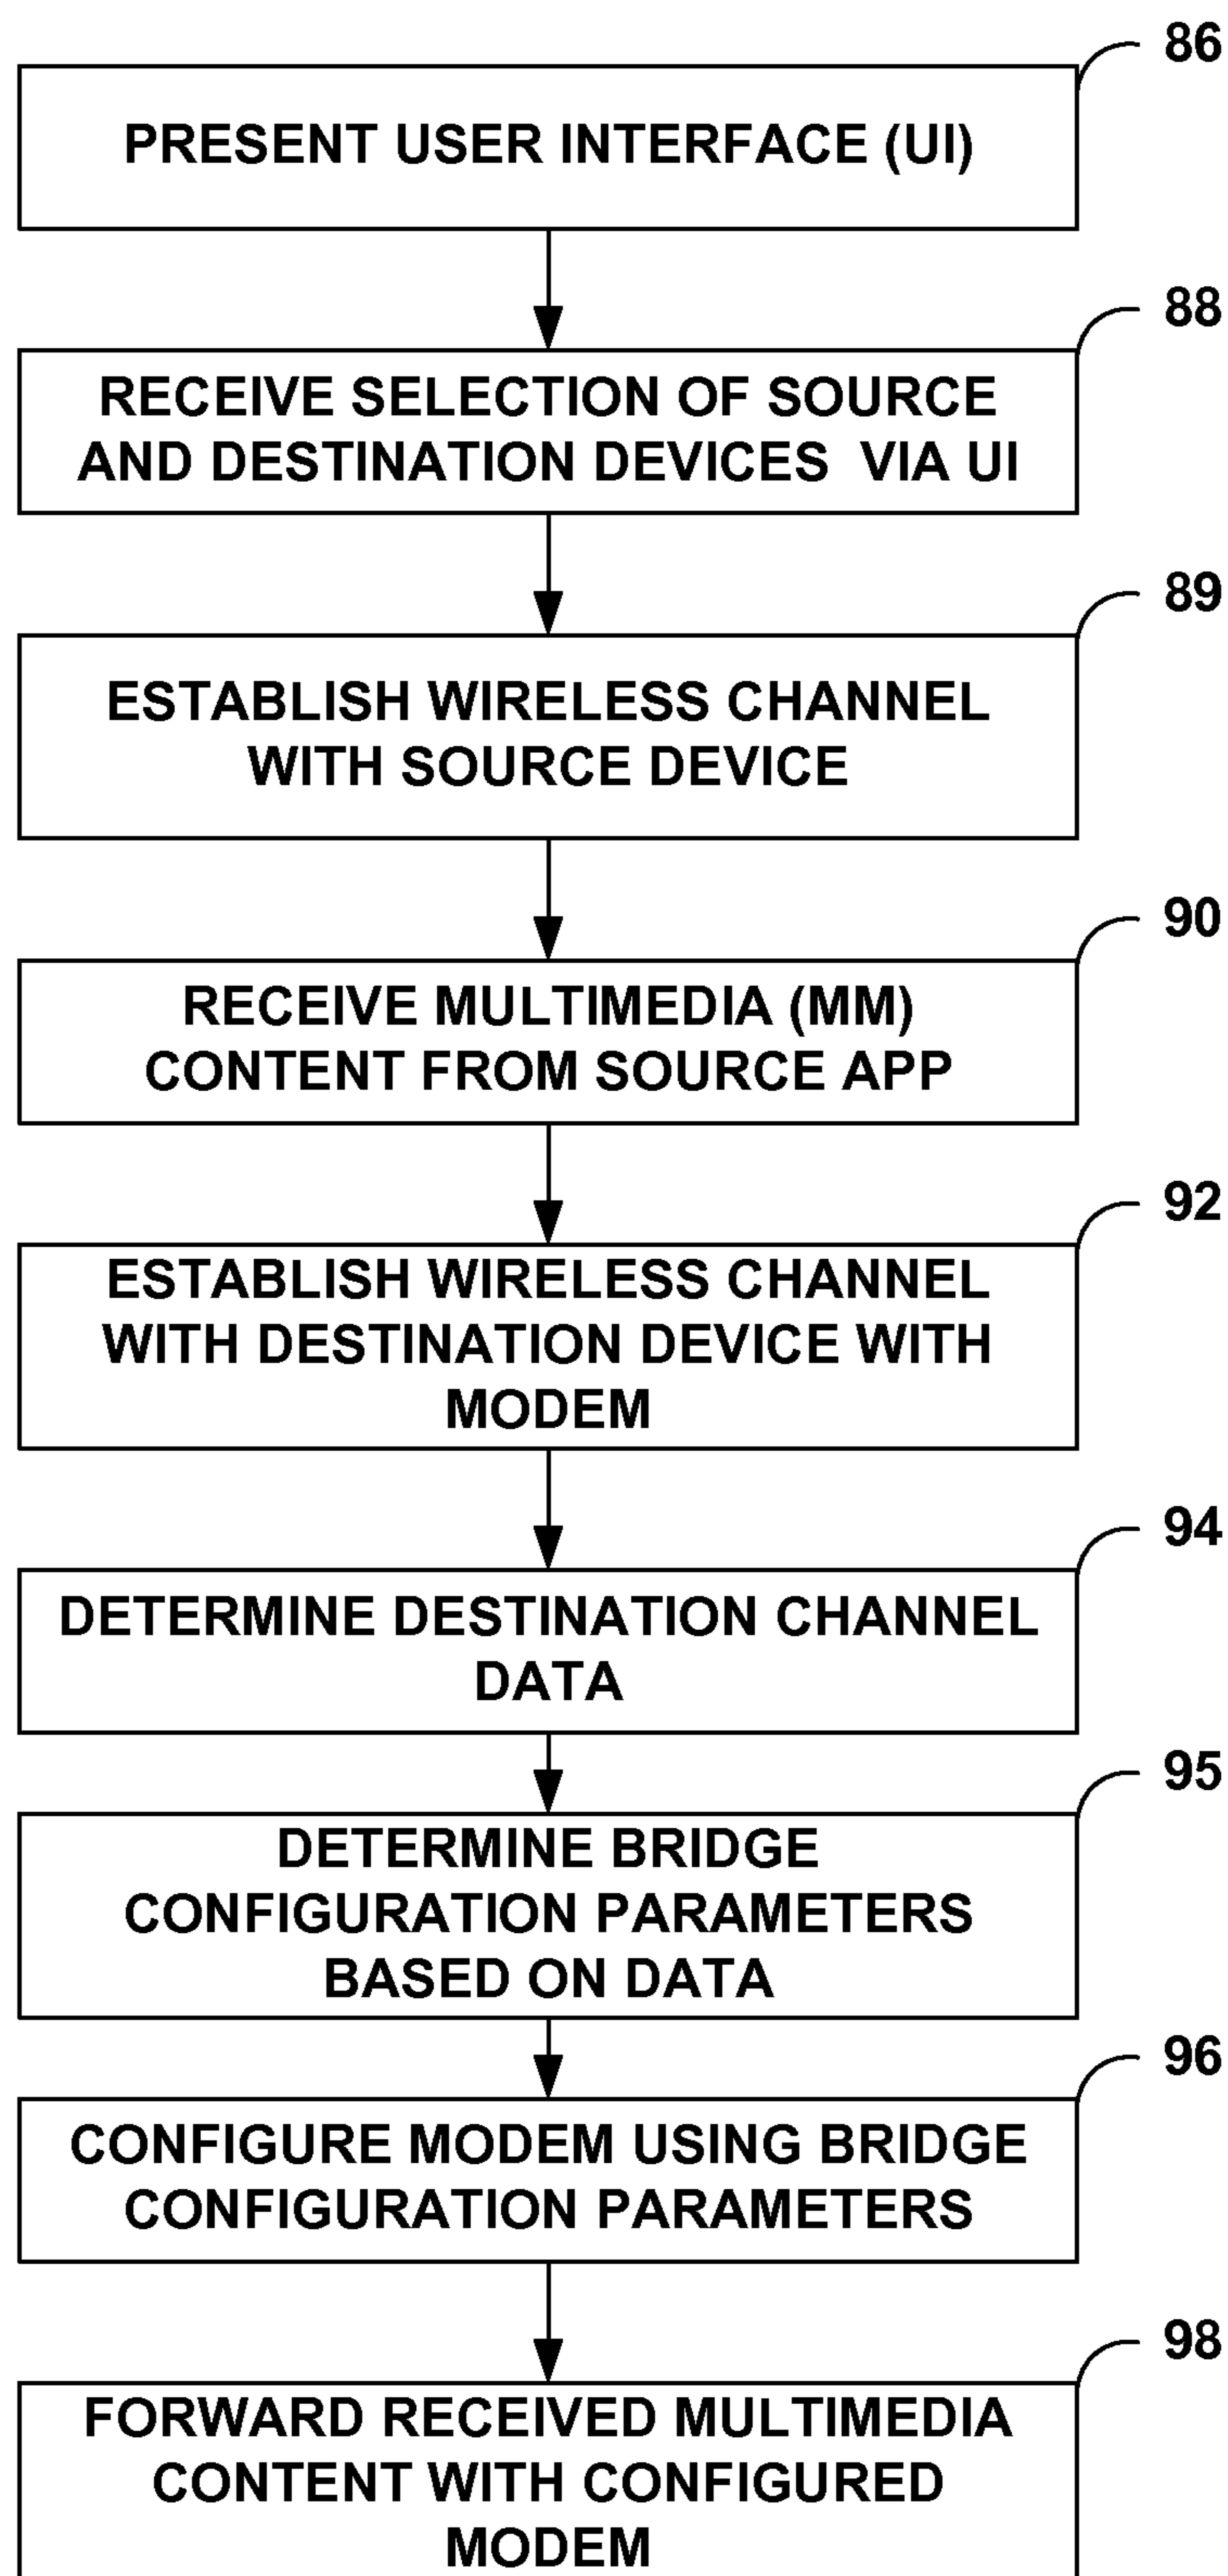 86
PRESENT USER INTERFACE (UI)
88
RECEIVE SELECTION OF SOURCE
AND DESTINATION DEVICES VIA UI
89
ESTABLISH WIRELESS CHANNEL
WITH SOURCE DEVICE
90
RECEIVE MULTIMEDIA (MM)
CONTENT FROM SOURCE APP
92
ESTABLISH WIRELESS CHANNEL
WITH DESTINATION DEVICE WITH
MODEM
94
DETERMINE DESTINATION CHANNEL
DATA
95
DETERMINE BRIDGE
CONFIGURATION PARAMETERS
BASED ON DATA
96
CONFIGURE MODEM USING BRIDGE
CONFIGURATION PARAMETERS
98
FORWARD RECEIVED MULTIMEDIA
CONTENT WITH CONFIGURED
MODEM